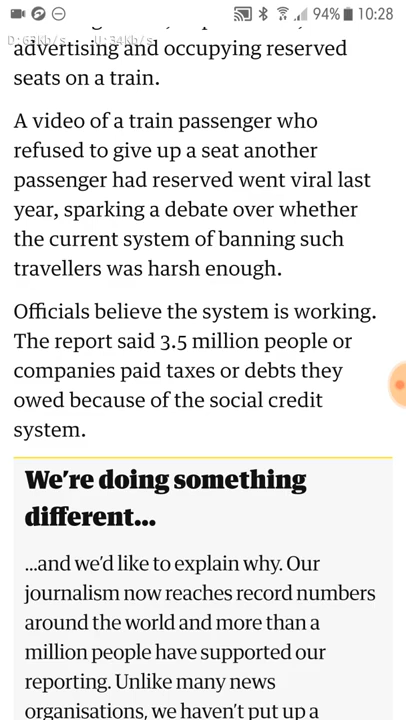 94% 10:28
D:63Kb/s U:34Kb/s
advertising and occupying reserved
seats on a train.
A video of a train passenger who
refused to give up a seat another
passenger had reserved went viral last
year, sparking a debate over whether
the current system of banning such
travellers was harsh enough.
Officials believe the system is working.
The report said 3.5 million people or
companies paid taxes or debts they
owed because of the social credit
system.
We’re doing something
different...
...and we’d like to explain why. Our
journalism now reaches record numbers
around the world and more than a
million people have supported our
reporting. Unlike many news
organisations, we haven’t put up a